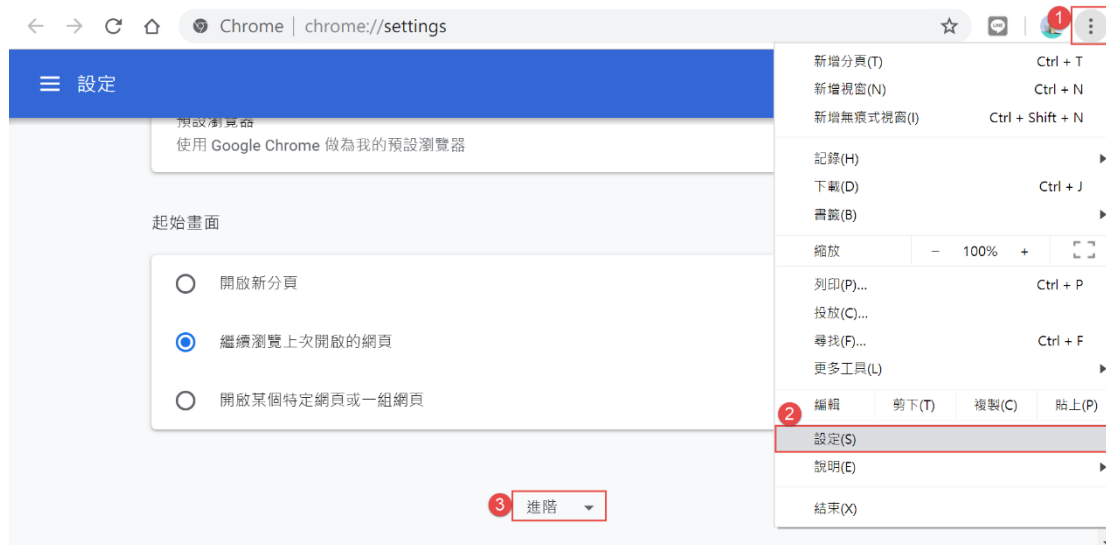 Chrome | chrome://settings
1
設定
預設瀏覽器
使用 Google Chrome 做為我的預設瀏覽器
起始畫面
開啟新分頁
繼續瀏覽上次開啟的網頁
開啟某個特定網頁或一組網頁
3 進階
新增分頁(T) Ctrl + T
新增視窗(N) Ctrl + N
新增無痕式視窗(I) Ctrl + Shift + N
記錄(H)
下載(D) Ctrl + J
書籤(B)
縮放 − 100% +
列印(P)... Ctrl + P
投放(C)...
尋找(F)... Ctrl + F
更多工具(L)
編輯 剪下(T) 複製(C) 貼上(P)
2
設定(S)
說明(E)
結束(X)